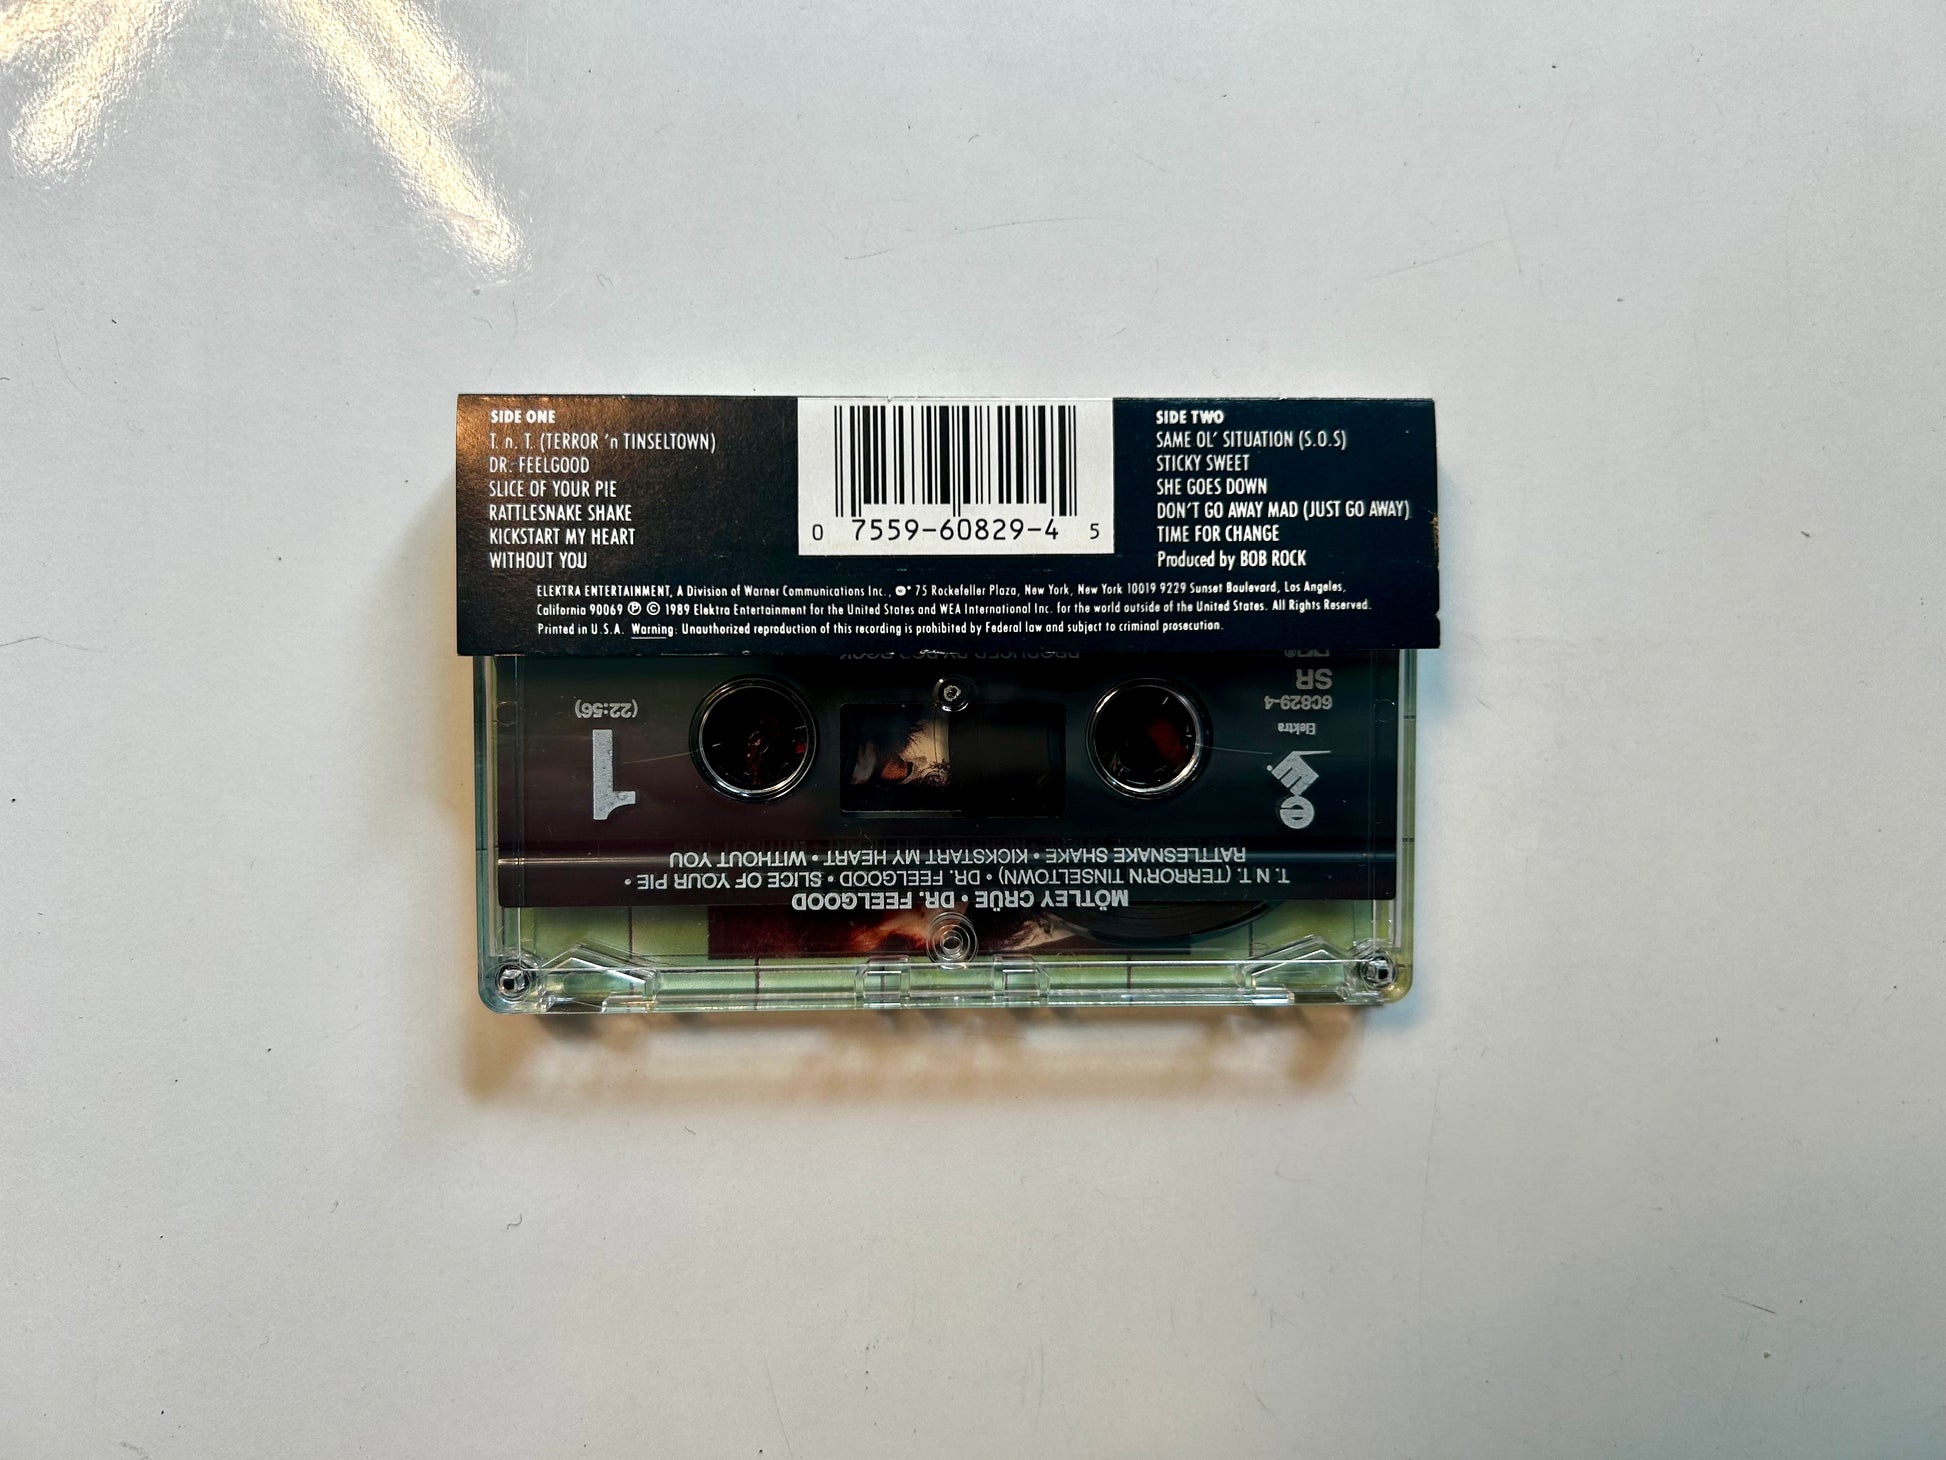 SIDE ONE
T. n. T. (TERROR 'n TINSELTOWN)
DR. FEELGOOD
SLICE OF YOUR PIE
RATTLESNAKE SHAKE
KICKSTART MY HEART
WITHOUT YOU
0 7559-60829-4 5
SIDE TWO
SAME OL' SITUATION (S.O.S)
STICKY SWEET
SHE GOES DOWN
DON'T GO AWAY MAD (JUST GO AWAY)
TIME FOR CHANGE
Produced by BOB ROCK
ELEKTRA ENTERTAINMENT, A Division of Warner Communications Inc., 75 Rockefeller Plaza, New York, New York 10019 9229 Sunset Boulevard, Los Angeles,
California 90069 ℗ © 1989 Elektra Entertainment for the United States and WEA International Inc. for the world outside of the United States. All Rights Reserved.
Printed in U.S.A. Warning: Unauthorized reproduction of this recording is prohibited by Federal law and subject to criminal prosecution.
MÖTLEY CRÜE • DR. FEELGOOD
T. N T. (TERROR'N TINSELTOWN) • DR. FEELGOOD • SLICE OF YOUR PIE •
RATTLESNAKE SHAKE • KICKSTART MY HEART • WITHOUT YOU
e
Elektra
60829-4
SR
1
(22:56)
PRODUCED BY BOB ROCK